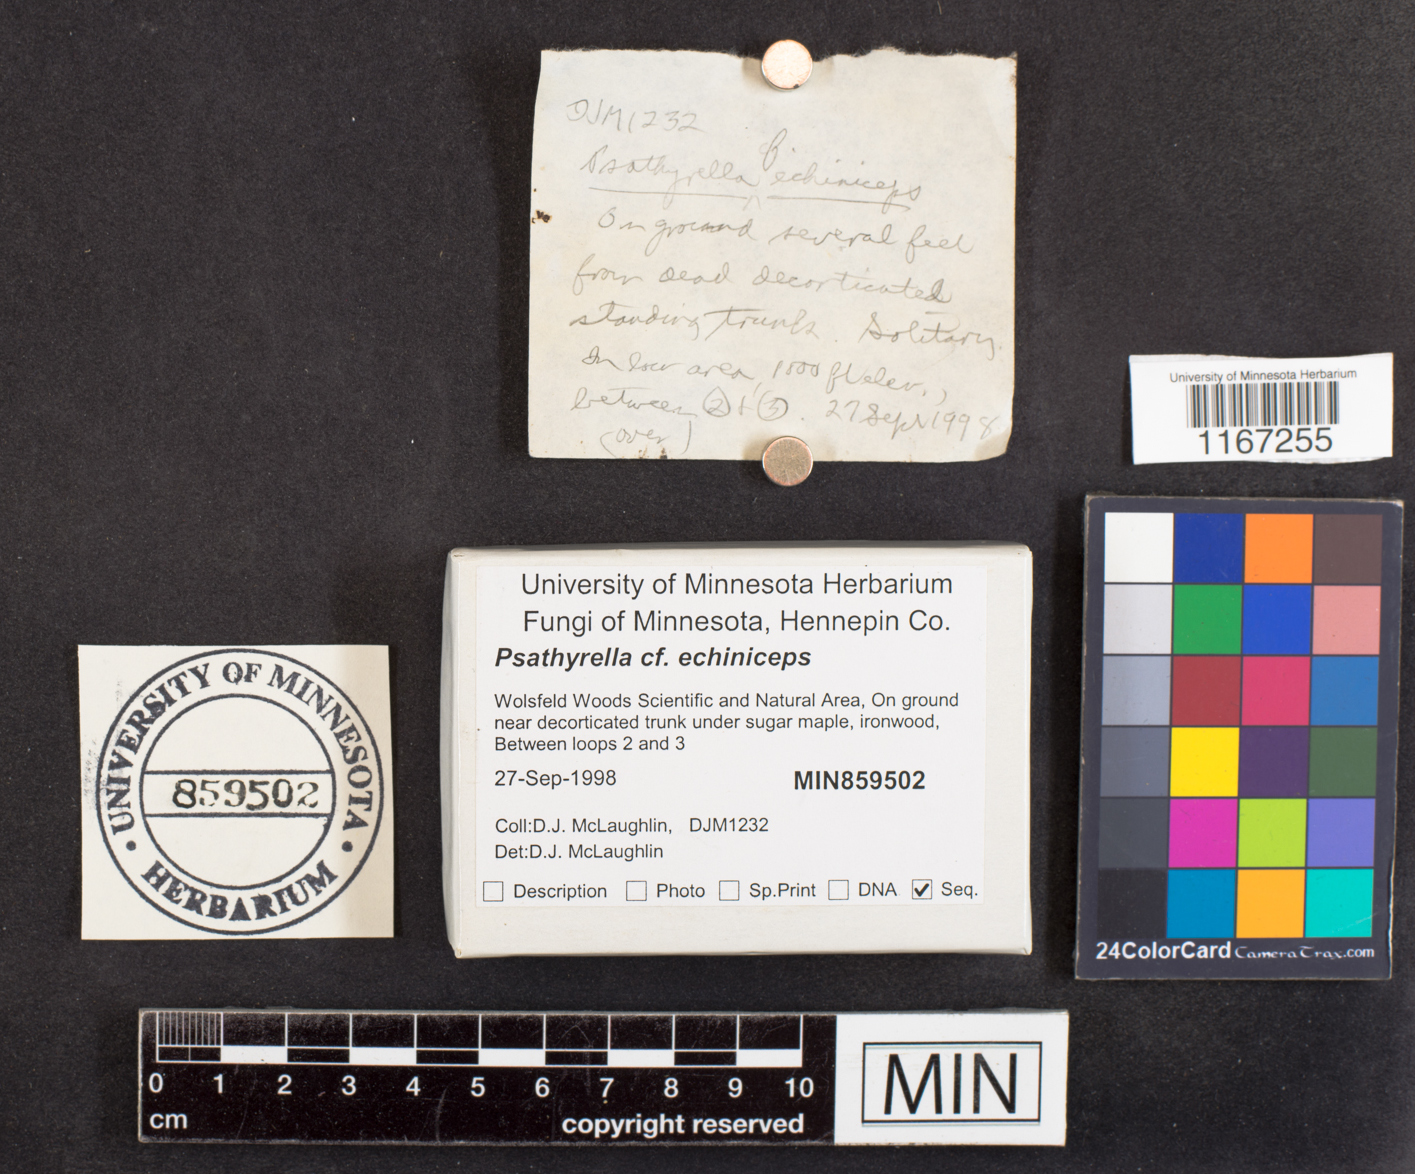 DJM1232
cf.
Psathyrella echiniceps
On ground several feet
from dead decorticated
standing trunk. Solitary.
In low area, 1000 ft elev.,
between 2 + 3. 27 Sept 1998
(over)
University of Minnesota Herbarium
1167255
University of Minnesota Herbarium
Fungi of Minnesota, Hennepin Co.
Psathyrella cf. echiniceps
Wolsfeld Woods Scientific and Natural Area, On ground
near decorticated trunk under sugar maple, ironwood,
Between loops 2 and 3
27-Sep-1998 MIN859502
Coll:D.J. McLaughlin, DJM1232
Det:D.J. McLaughlin
Description Photo Sp.Print DNA Seq.
UNIVERSITY OF MINNESOTA
859502
HERBARIUM
24ColorCard CameraTrax.com
0 1 2 3 4 5 6 7 8 9 10
cm
copyright reserved
MIN